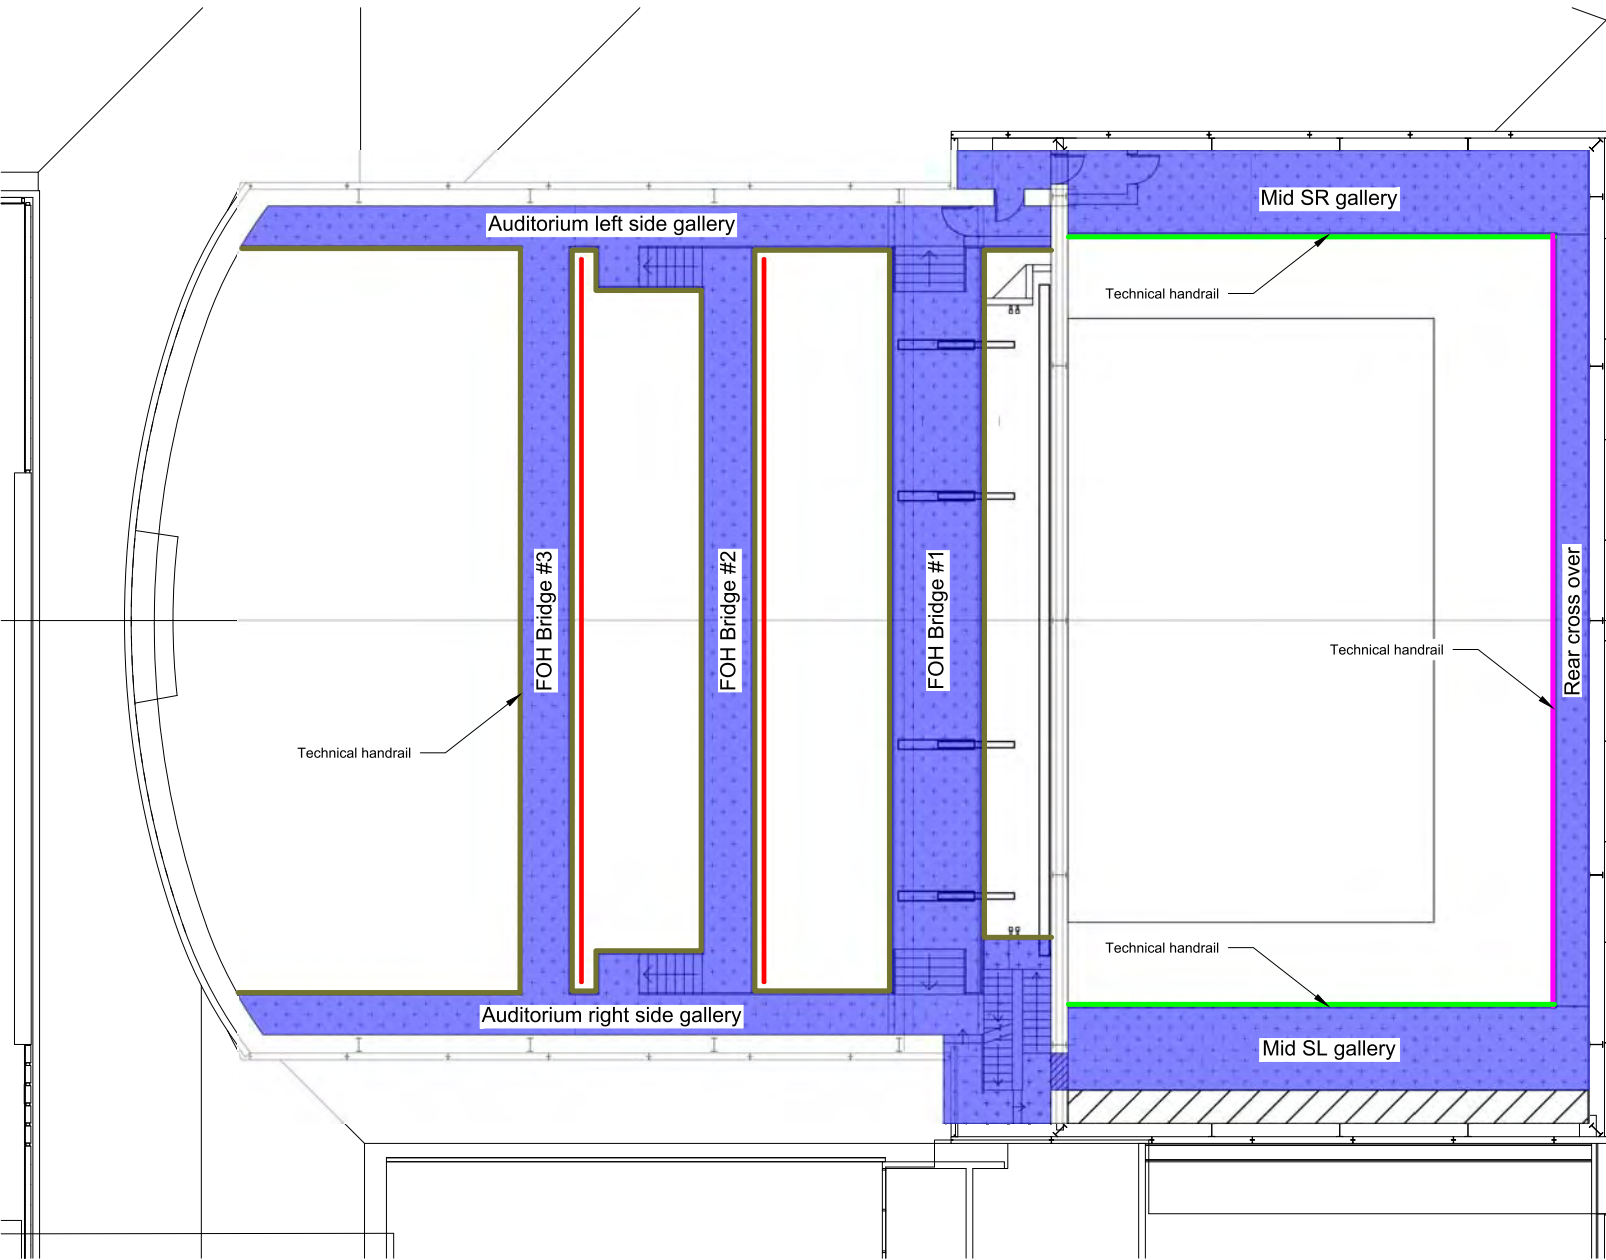 Mid SR gallery
Auditorium left side gallery
Technical handrail
FOH Bridge #3
FOH Bridge #2
FOH Bridge #1
Rear cross over
Technical handrail
Technical handrail
Technical handrail
Auditorium right side gallery
Mid SL gallery